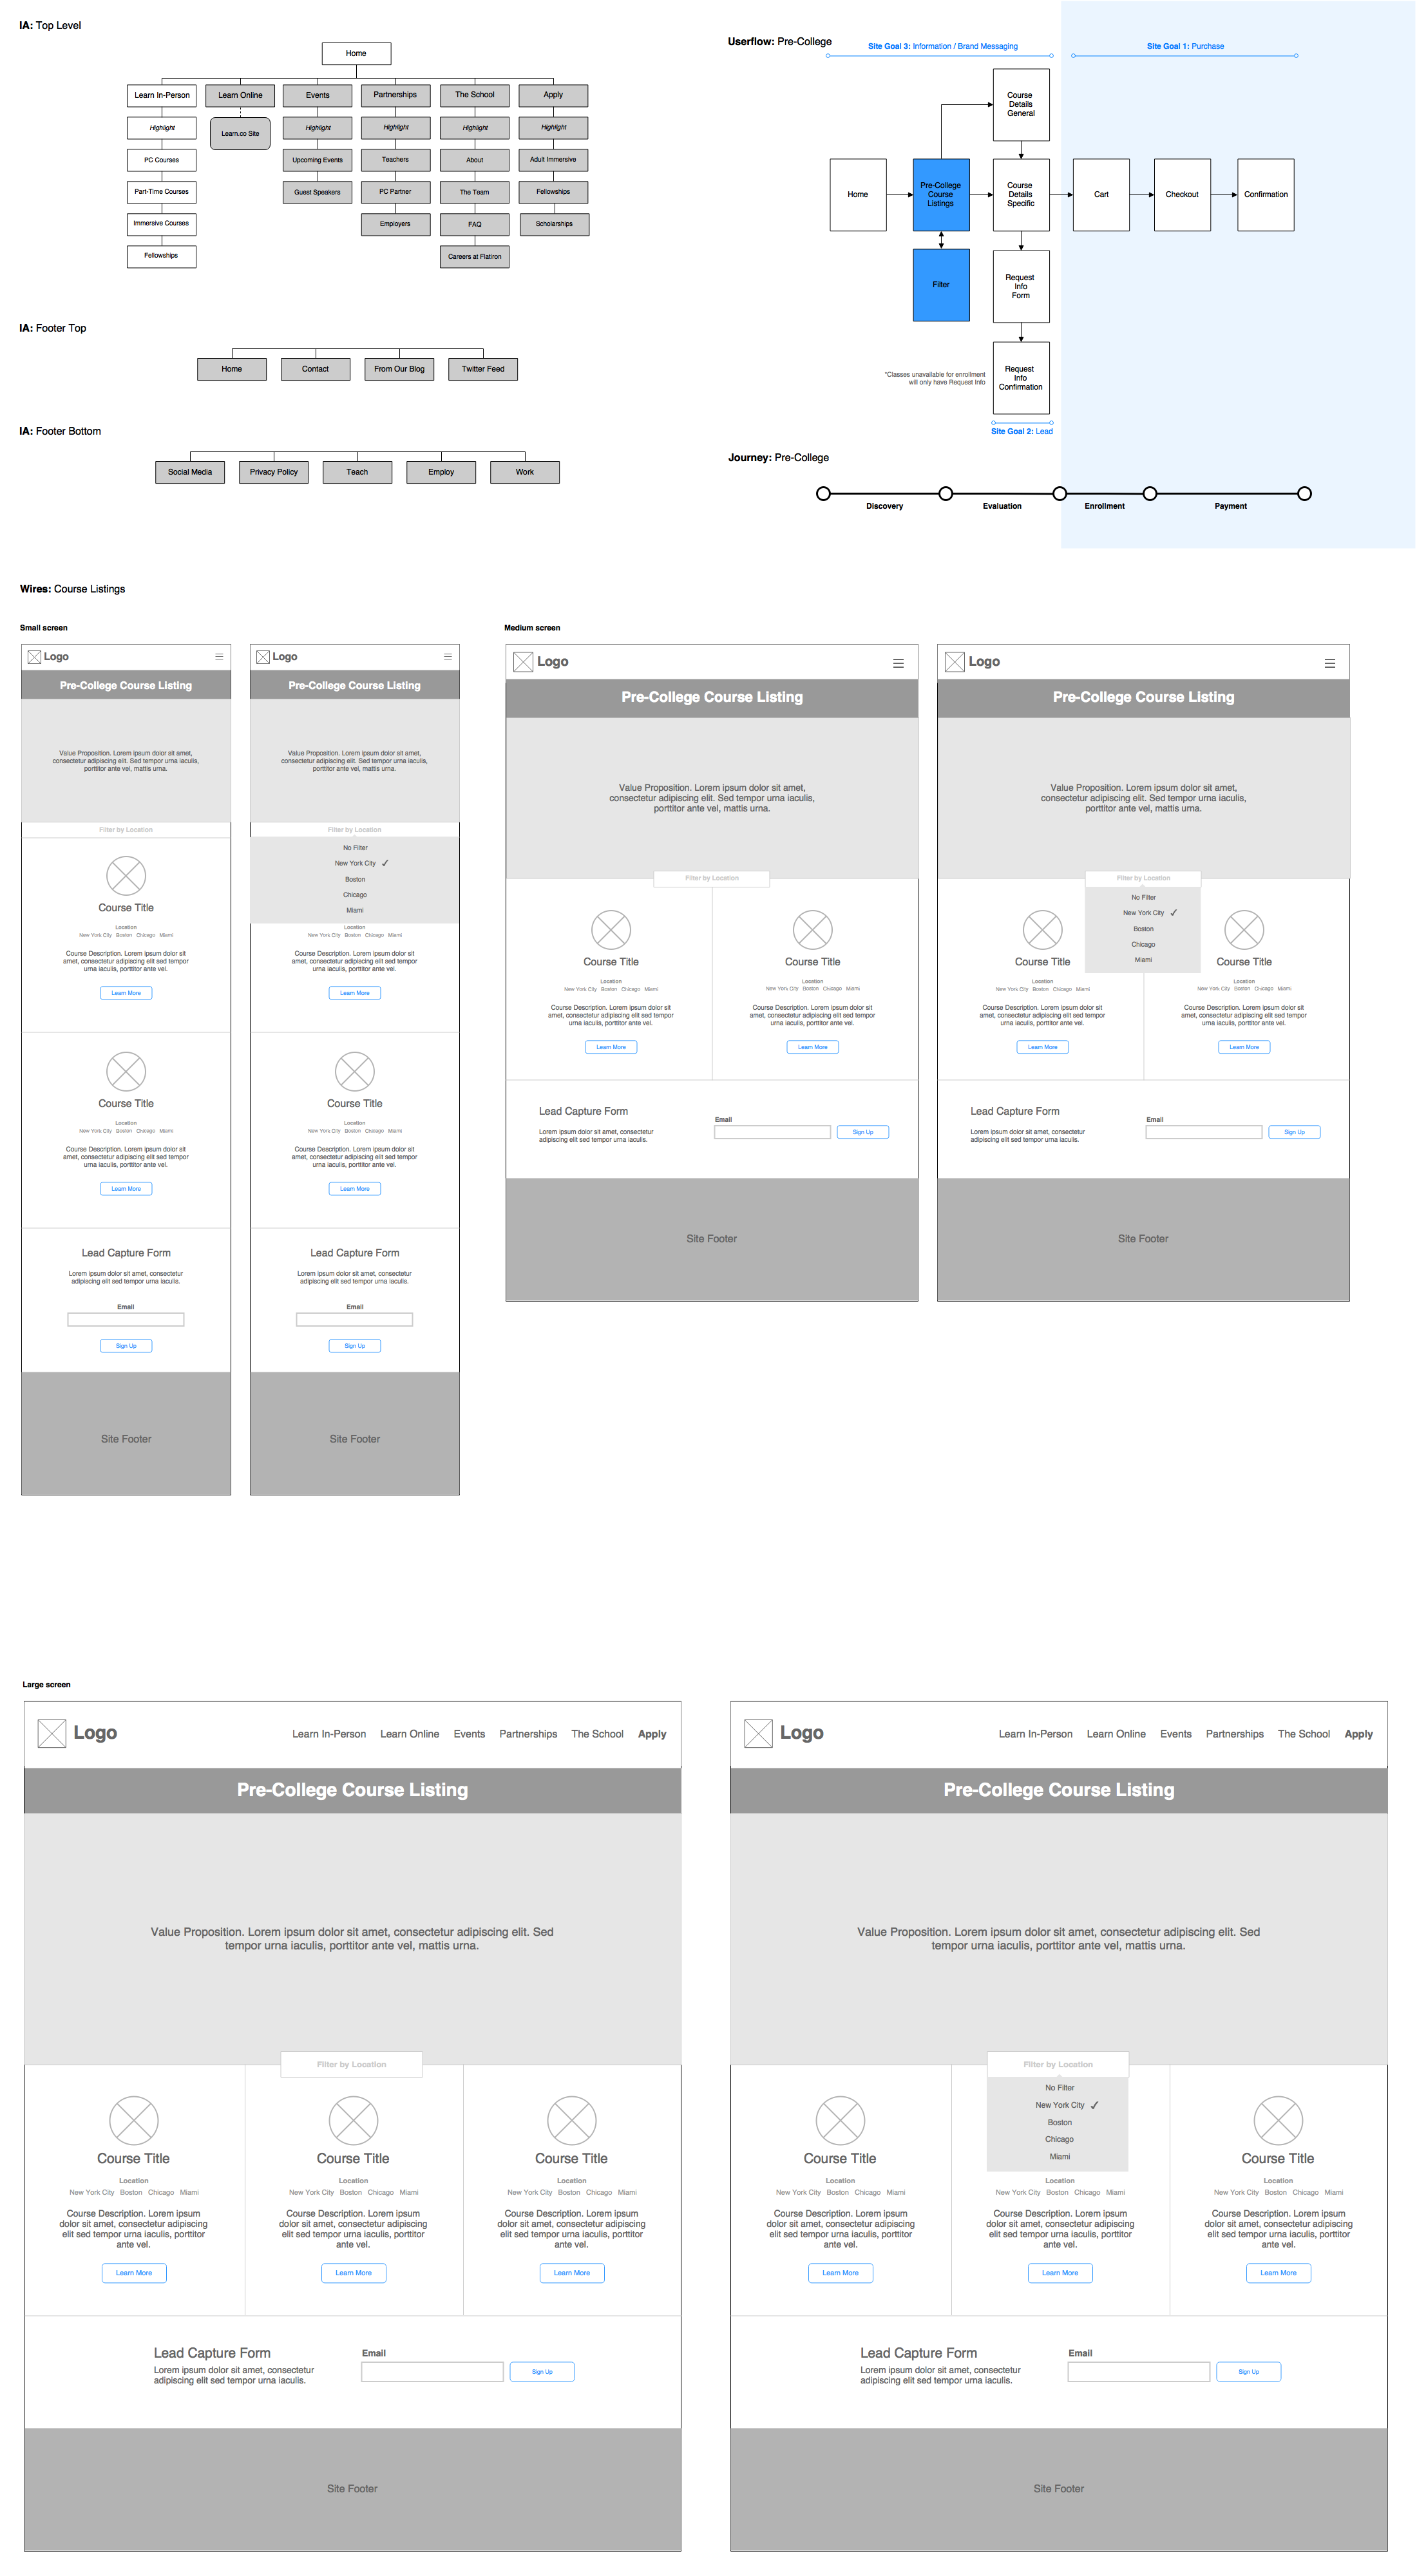 IA: Top Level
Home
Learn In-Person
Learn Online
Events
Partnerships
The School
Apply
Highlight
Learn.co Site
Highlight
Highlight
Highlight
Highlight
PC Courses
Upcoming Events
Teachers
About
Adult Immersive
Part-Time Courses
Guest Speakers
PC Partner
The Team
Fellowships
Immersive Courses
Employers
FAQ
Scholarships
Fellowships
Careers at Flatiron
IA: Footer Top
Home
Contact
From Our Blog
Twitter Feed
IA: Footer Bottom
Social Media
Privacy Policy
Teach
Employ
Work
Userflow: Pre-College
Site Goal 3: Information / Brand Messaging
Site Goal 1: Purchase
Course
Details
General
Home
Pre-College
Course
Listings
Course
Details
Specific
Cart
Checkout
Confirmation
Filter
Request
Info
Form
*Classes unavailable for enrollment
will only have Request Info
Request
Info
Confirmation
Site Goal 2: Lead
Journey: Pre-College
Discovery
Evaluation
Enrollment
Payment
Wires: Course Listings
Small screen
Logo
Pre-College Course Listing
Value Proposition. Lorem ipsum dolor sit amet,
consectetur adipiscing elit. Sed tempor urna iaculis,
porttitor ante vel, mattis urna.
Filter by Location
Course Title
Location
New York City Boston Chicago Miami
Course Description. Lorem ipsum dolor sit
amet, consectetur adipiscing elit sed tempor
urna iaculis, porttitor ante vel.
Learn More
Course Title
Location
New York City Boston Chicago Miami
Course Description. Lorem ipsum dolor sit
amet, consectetur adipiscing elit sed tempor
urna iaculis, porttitor ante vel.
Learn More
Lead Capture Form
Lorem ipsum dolor sit amet, consectetur
adipiscing elit sed tempor urna iaculis.
Email
Sign Up
Site Footer
Logo
Pre-College Course Listing
Value Proposition. Lorem ipsum dolor sit amet,
consectetur adipiscing elit. Sed tempor urna iaculis,
porttitor ante vel, mattis urna.
Filter by Location
No Filter
New York City ✓
Boston
Chicago
Miami
Location
New York City Boston Chicago Miami
Course Description. Lorem ipsum dolor sit
amet, consectetur adipiscing elit sed tempor
urna iaculis, porttitor ante vel.
Learn More
Course Title
Location
New York City Boston Chicago Miami
Course Description. Lorem ipsum dolor sit
amet, consectetur adipiscing elit sed tempor
urna iaculis, porttitor ante vel.
Learn More
Lead Capture Form
Lorem ipsum dolor sit amet, consectetur
adipiscing elit sed tempor urna iaculis.
Email
Sign Up
Site Footer
Medium screen
Logo
Pre-College Course Listing
Value Proposition. Lorem ipsum dolor sit amet,
consectetur adipiscing elit. Sed tempor urna iaculis,
porttitor ante vel, mattis urna.
Filter by Location
Course Title
Location
New York City Boston Chicago Miami
Course Description. Lorem ipsum dolor sit
amet, consectetur adipiscing elit sed tempor
urna iaculis, porttitor ante vel.
Learn More
Course Title
Location
New York City Boston Chicago Miami
Course Description. Lorem ipsum dolor sit
amet, consectetur adipiscing elit sed tempor
urna iaculis, porttitor ante vel.
Learn More
Lead Capture Form
Lorem ipsum dolor sit amet, consectetur
adipiscing elit sed tempor urna iaculis.
Email
Sign Up
Site Footer
Logo
Pre-College Course Listing
Value Proposition. Lorem ipsum dolor sit amet,
consectetur adipiscing elit. Sed tempor urna iaculis,
porttitor ante vel, mattis urna.
Filter by Location
No Filter
New York City ✓
Boston
Chicago
Miami
Course Title
Location
New York City Boston Chicago Miami
Course Description. Lorem ipsum dolor sit
amet, consectetur adipiscing elit sed tempor
urna iaculis, porttitor ante vel.
Learn More
Course Title
Location
New York City Boston Chicago Miami
Course Description. Lorem ipsum dolor sit
amet, consectetur adipiscing elit sed tempor
urna iaculis, porttitor ante vel.
Learn More
Lead Capture Form
Lorem ipsum dolor sit amet, consectetur
adipiscing elit sed tempor urna iaculis.
Email
Sign Up
Site Footer
Large screen
Logo
Learn In-Person Learn Online Events Partnerships The School Apply
Pre-College Course Listing
Value Proposition. Lorem ipsum dolor sit amet, consectetur adipiscing elit. Sed
tempor urna iaculis, porttitor ante vel, mattis urna.
Filter by Location
Course Title
Location
New York City Boston Chicago Miami
Course Description. Lorem ipsum
dolor sit amet, consectetur adipiscing
elit sed tempor urna iaculis, porttitor
ante vel.
Learn More
Course Title
Location
New York City Boston Chicago Miami
Course Description. Lorem ipsum
dolor sit amet, consectetur adipiscing
elit sed tempor urna iaculis, porttitor
ante vel.
Learn More
Course Title
Location
New York City Boston Chicago Miami
Course Description. Lorem ipsum
dolor sit amet, consectetur adipiscing
elit sed tempor urna iaculis, porttitor
ante vel.
Learn More
Lead Capture Form
Lorem ipsum dolor sit amet, consectetur
adipiscing elit sed tempor urna iaculis.
Email
Sign Up
Site Footer
Logo
Learn In-Person Learn Online Events Partnerships The School Apply
Pre-College Course Listing
Value Proposition. Lorem ipsum dolor sit amet, consectetur adipiscing elit. Sed
tempor urna iaculis, porttitor ante vel, mattis urna.
Filter by Location
No Filter
New York City ✓
Boston
Chicago
Miami
Course Title
Location
New York City Boston Chicago Miami
Course Description. Lorem ipsum
dolor sit amet, consectetur adipiscing
elit sed tempor urna iaculis, porttitor
ante vel.
Learn More
Location
New York City Boston Chicago Miami
Course Description. Lorem ipsum
dolor sit amet, consectetur adipiscing
elit sed tempor urna iaculis, porttitor
ante vel.
Learn More
Course Title
Location
New York City Boston Chicago Miami
Course Description. Lorem ipsum
dolor sit amet, consectetur adipiscing
elit sed tempor urna iaculis, porttitor
ante vel.
Learn More
Lead Capture Form
Lorem ipsum dolor sit amet, consectetur
adipiscing elit sed tempor urna iaculis.
Email
Sign Up
Site Footer